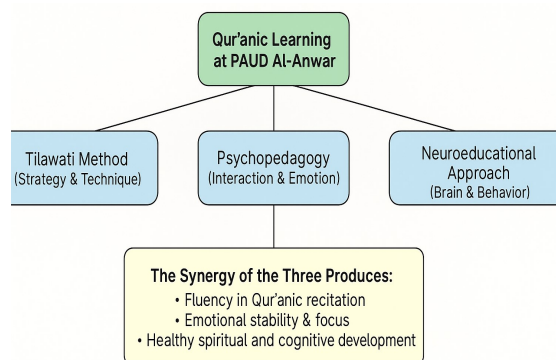 Qur'anic Learning
at PAUD Al-Anwar
Tilawati Method
(Strategy & Technique)
Psychopedagogy
(Interaction & Emotion)
Neuroeducational
Approach
(Brain & Behavior)
The Synergy of the Three Produces:
• Fluency in Qur'anic recitation
• Emotional stability & focus
• Healthy spiritual and cognitive development